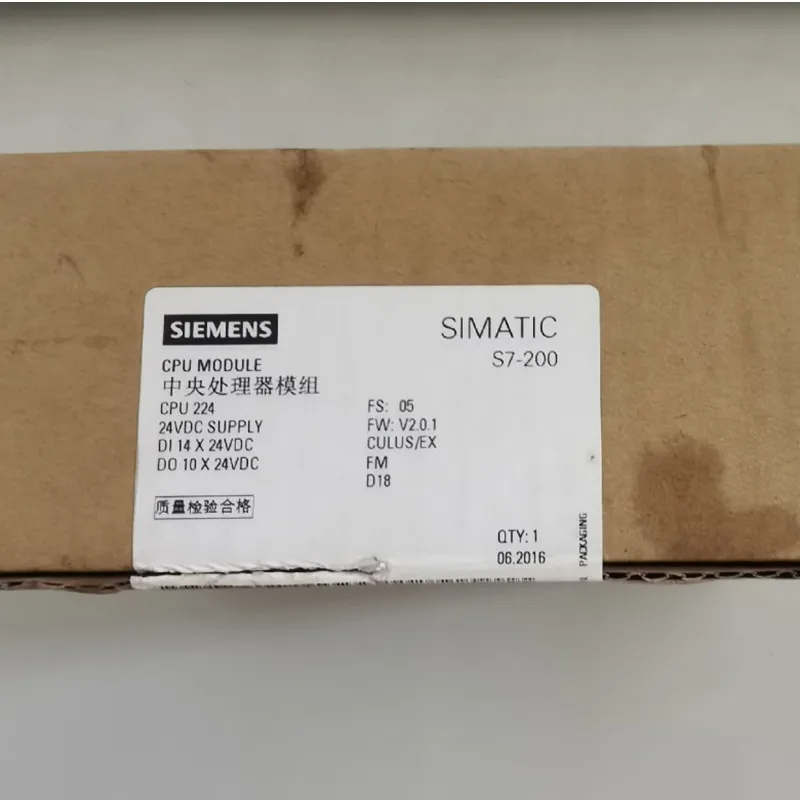 SIEMENS
SIMATIC
S7-200
CPU MODULE
中央处理器模组
CPU 224
24VDC SUPPLY
DI 14 X 24VDC
DO 10 X 24VDC
FS: 05
FW: V2.0.1
CULUS/EX
FM
D18
质量检验合格
QTY: 1
06.2016
PACKAGING